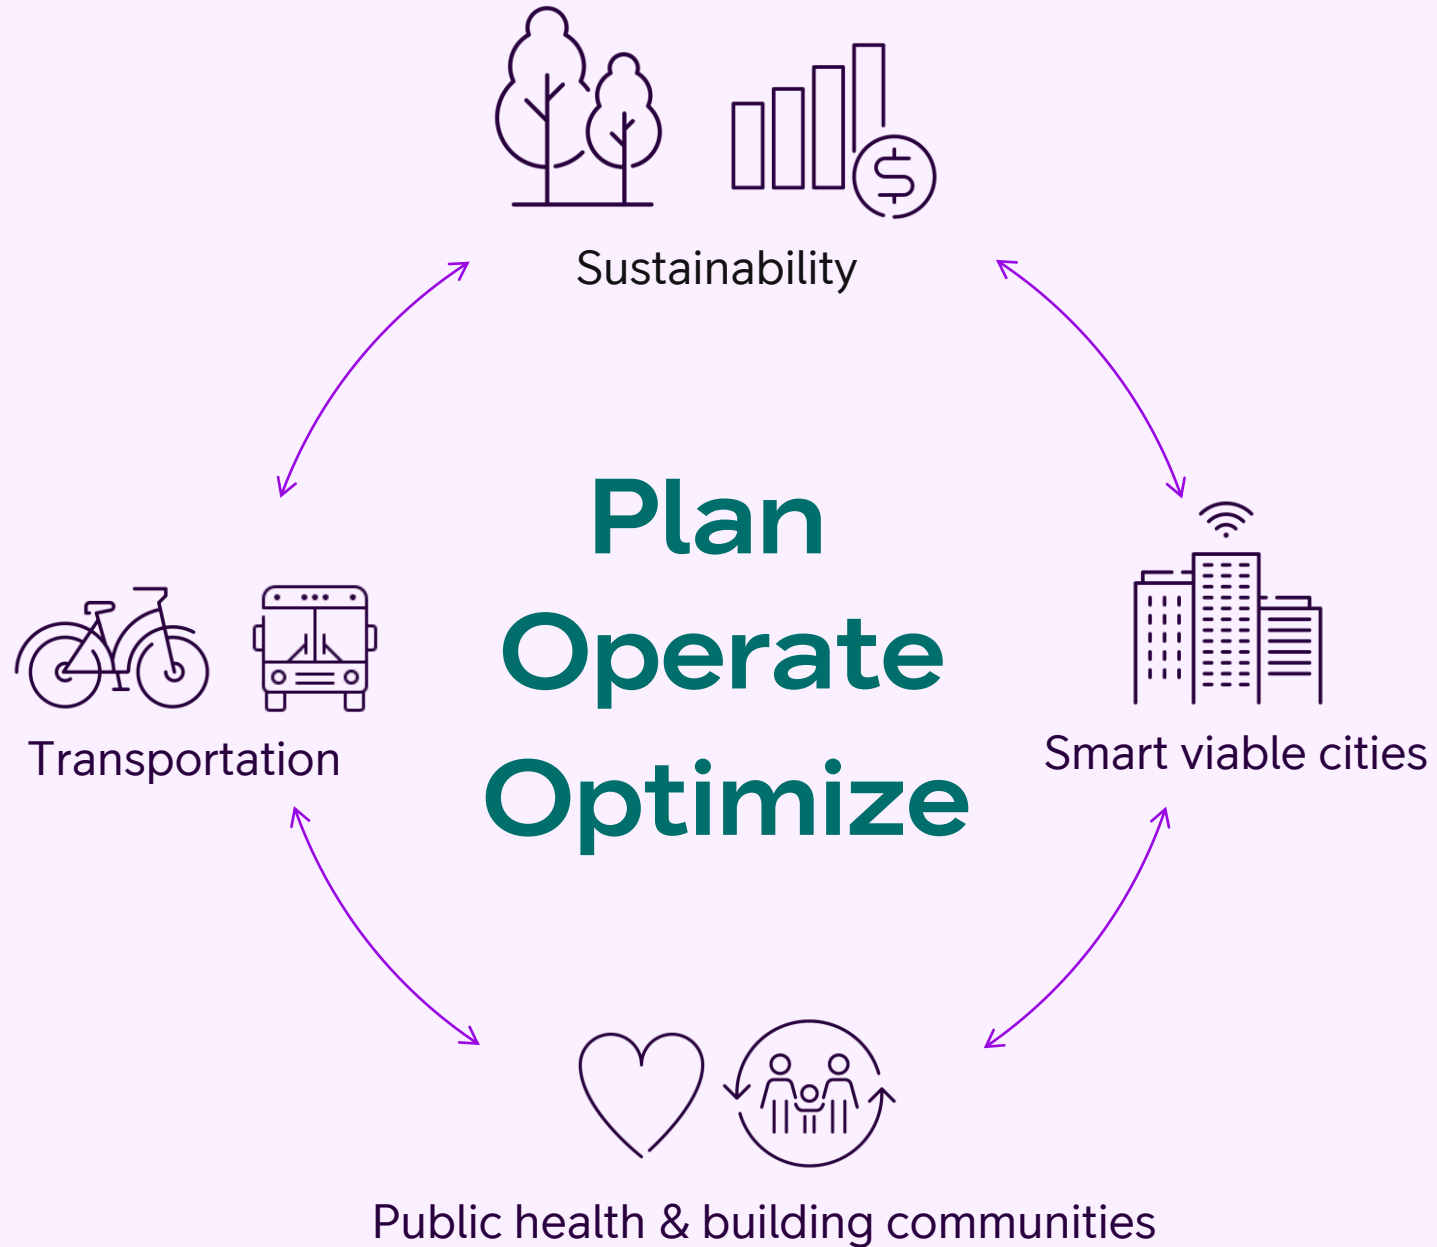 $
Sustainability
Plan
Operate
Optimize
Transportation
Smart viable cities
Public health & building communities